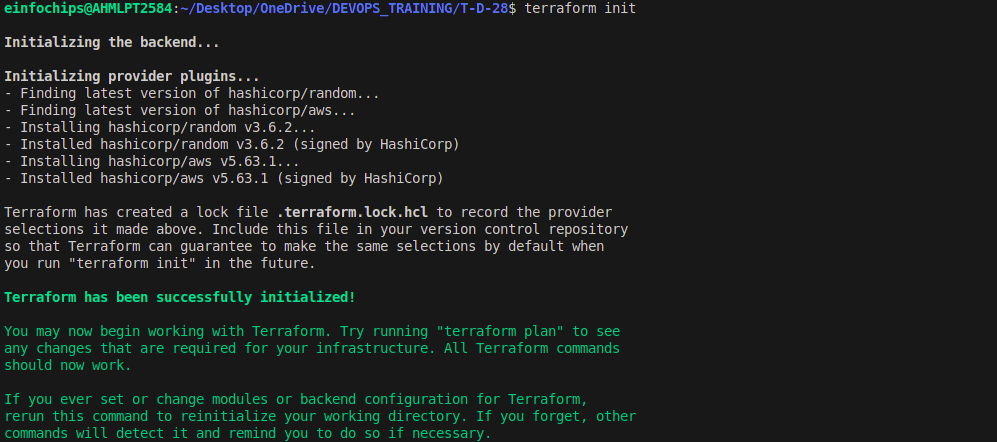 einfochips@AHMLPT2584:~/Desktop/OneDrive/DEVOPS_TRAINING/T-D-28$ terraform init
Initializing the backend...
Initializing provider plugins...
- Finding latest version of hashicorp/random...
- Finding latest version of hashicorp/aws...
- Installing hashicorp/random v3.6.2...
- Installed hashicorp/random v3.6.2 (signed by HashiCorp)
- Installing hashicorp/aws v5.63.1...
- Installed hashicorp/aws v5.63.1 (signed by HashiCorp)
Terraform has created a lock file .terraform.lock.hcl to record the provider
selections it made above. Include this file in your version control repository
so that Terraform can guarantee to make the same selections by default when
you run "terraform init" in the future.
Terraform has been successfully initialized!
You may now begin working with Terraform. Try running "terraform plan" to see
any changes that are required for your infrastructure. All Terraform commands
should now work.
If you ever set or change modules or backend configuration for Terraform,
rerun this command to reinitialize your working directory. If you forget, other
commands will detect it and remind you to do so if necessary.